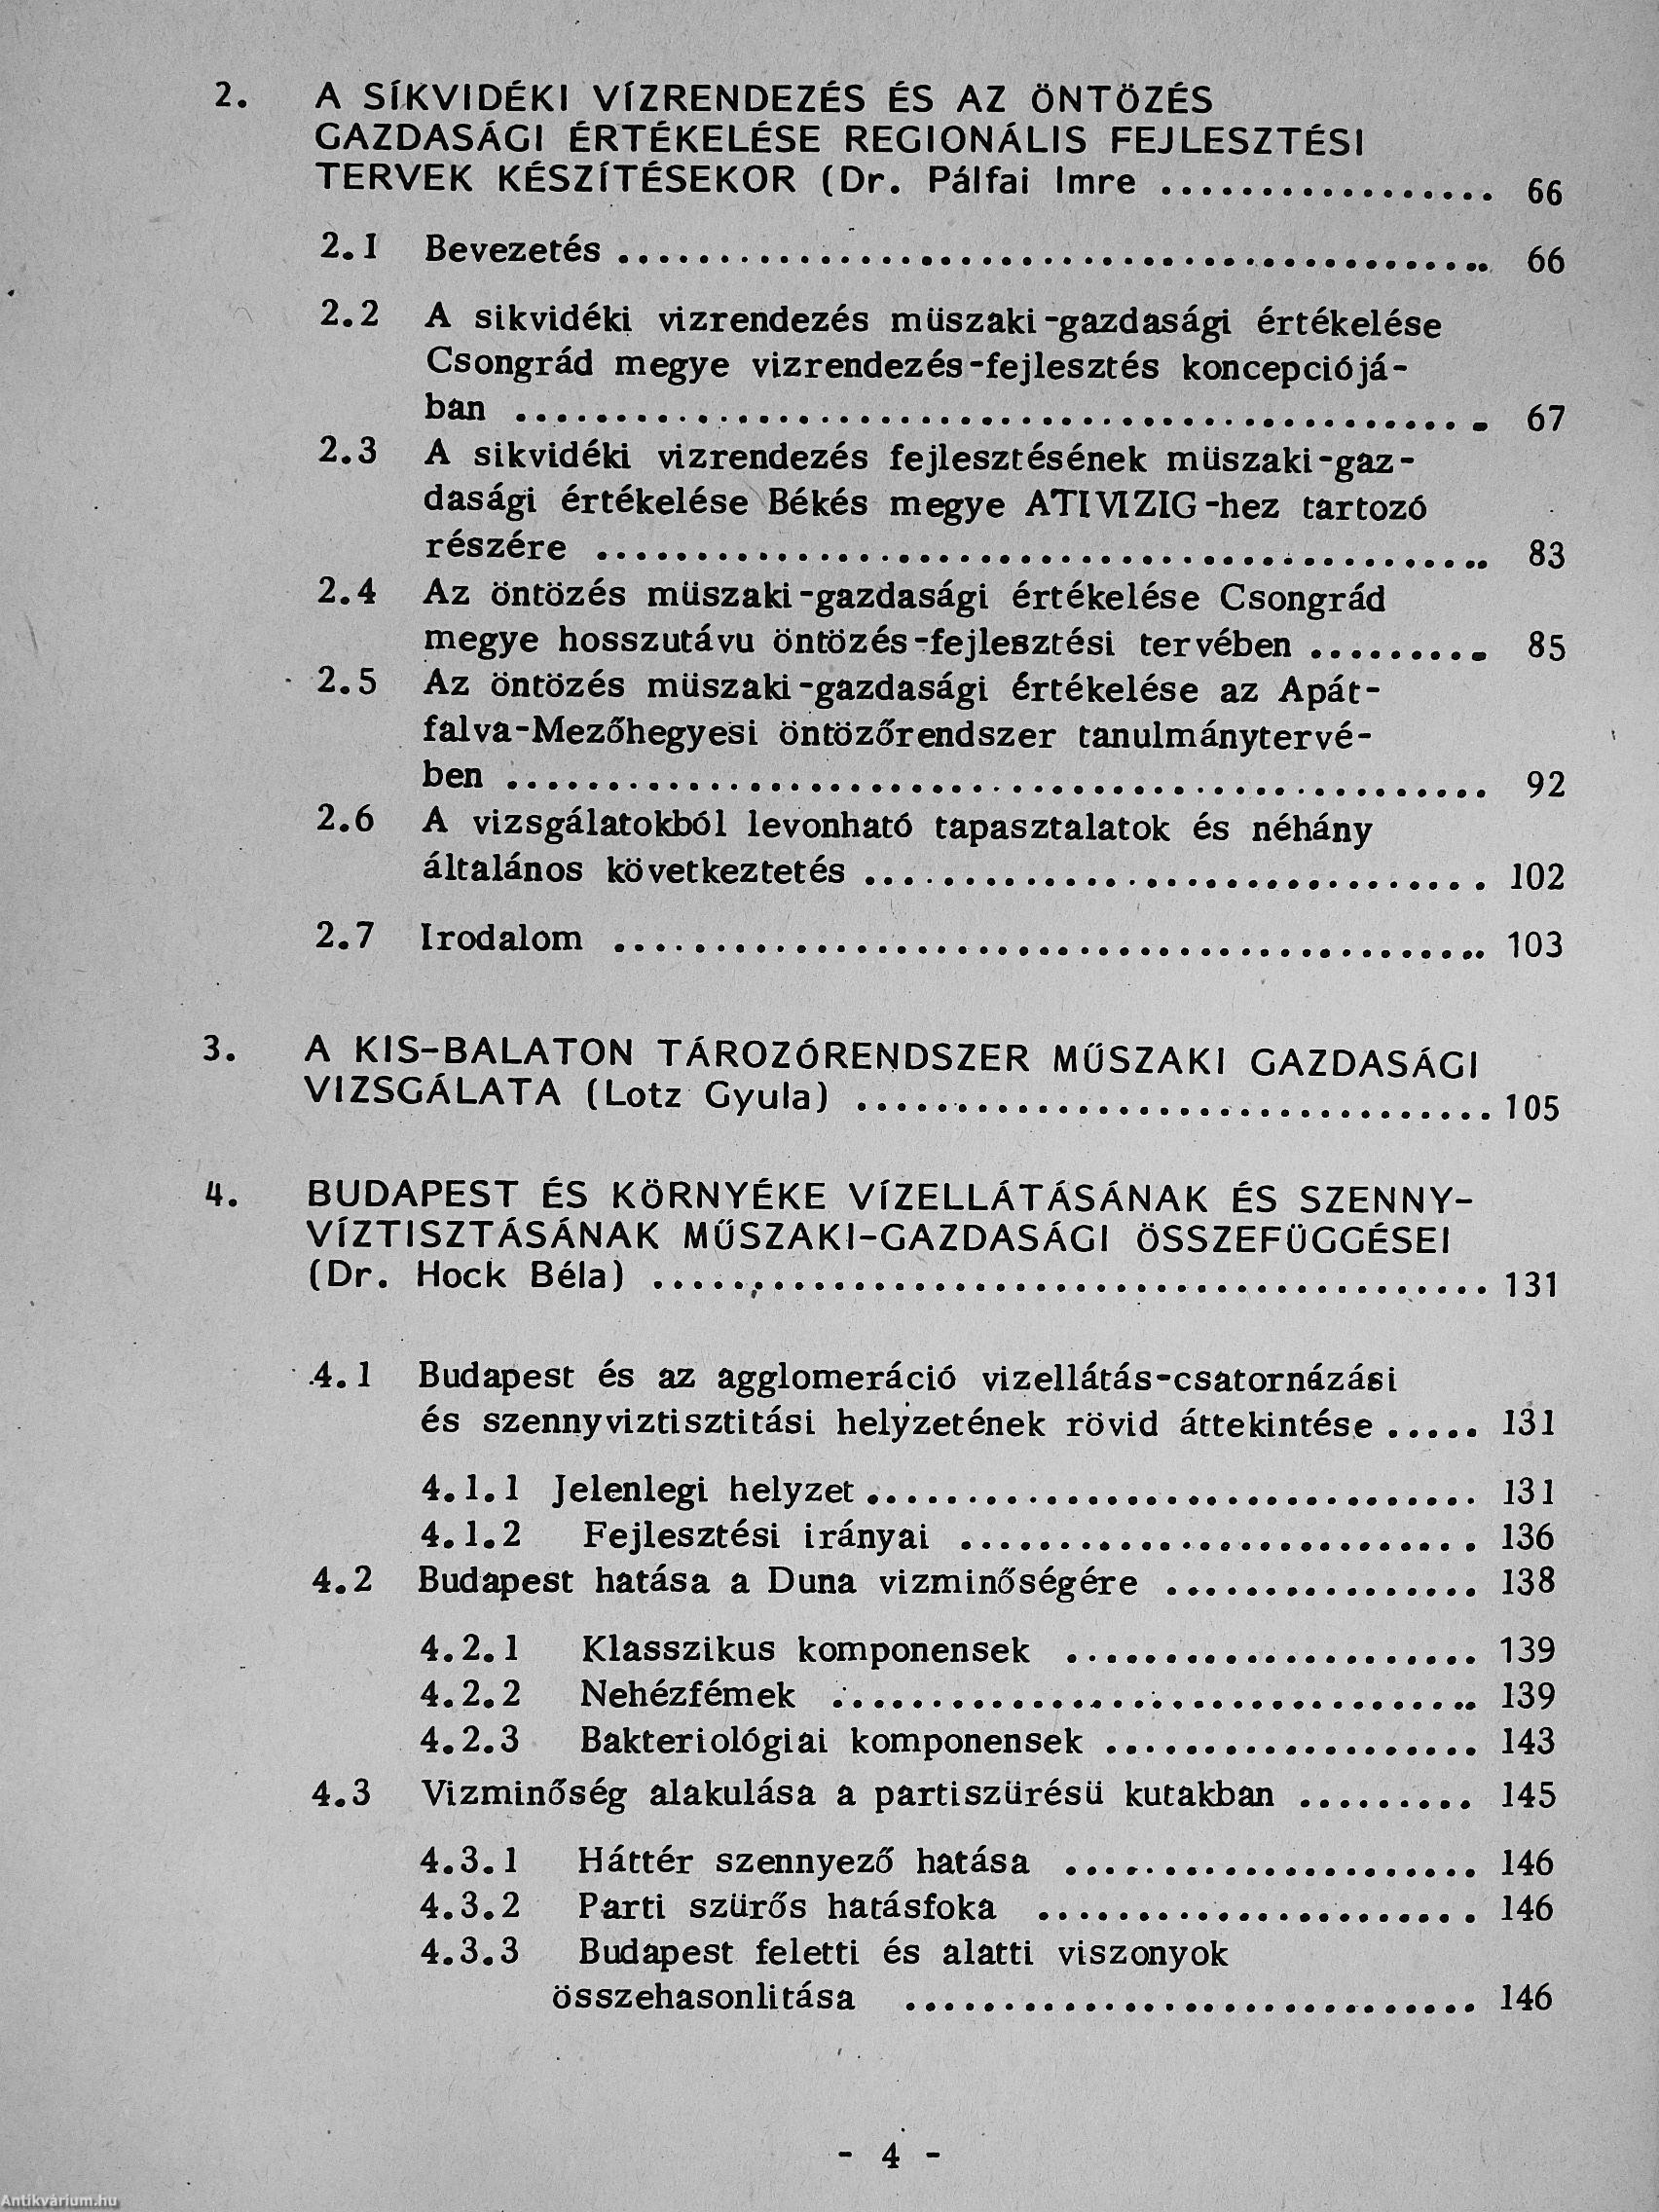 2. A SÍKVIDÉKI VÍZRENDEZÉS ÉS AZ ÖNTÖZÉS
GAZDASÁGI ÉRTÉKELÉSE REGIONÁLIS FEJLESZTÉSI
TERVEK KÉSZÍTÉSEKOR (Dr. Pálfai Imre ................. 66
2.1 Bevezetés ............................................ 66
2.2 A sikvidéki vizrendezés müszaki-gazdasági értékelése
Csongrád megye vizrendezés-fejlesztés koncepciójá-
ban ................................................. 67
2.3 A sikvidéki vizrendezés fejlesztésének müszaki-gaz-
dasági értékelése Békés megye ATIVIZIG-hez tartozó
részére ............................................. 83
2.4 Az öntözés müszaki-gazdasági értékelése Csongrád
megye hosszutávu öntözés-fejlesztési tervében ......... 85
2.5 Az öntözés müszaki-gazdasági értékelése az Apát-
falva-Mezőhegyesi öntözőrendszer tanulmánytervé-
ben ................................................. 92
2.6 A vizsgálatokból levonható tapasztalatok és néhány
általános következtetés ............................... 102
2.7 Irodalom ............................................ 103
3. A KIS-BALATON TÁROZÓRENDSZER MŰSZAKI GAZDASÁGI
VIZSGÁLATA (Lotz Gyula) ................................ 105
4. BUDAPEST ÉS KÖRNYÉKE VÍZELLÁTÁSÁNAK ÉS SZENNY-
VÍZTISZTÁSÁNAK MŰSZAKI-GAZDASÁGI ÖSSZEFÜGGÉSEI
(Dr. Hock Béla) .......................................... 131
4.1 Budapest és az agglomeráció vizellátás-csatornázási
és szennyviztisztitási helyzetének rövid áttekintése ..... 131
4.1.1 Jelenlegi helyzet ............................... 131
4.1.2 Fejlesztési irányai .......................... 136
4.2 Budapest hatása a Duna vizminőségére ................ 138
4.2.1 Klasszikus komponensek ..................... 139
4.2.2 Nehézfémek ................................ 139
4.2.3 Bakteriológiai komponensek ................... 143
4.3 Vizminőség alakulása a partiszürésü kutakban ......... 145
4.3.1 Háttér szennyező hatása ..................... 146
4.3.2 Parti szürős hatásfoka ...................... 146
4.3.3 Budapest feletti és alatti viszonyok
összehasonlitása ............................. 146
- 4 -
Antikvárium.hu